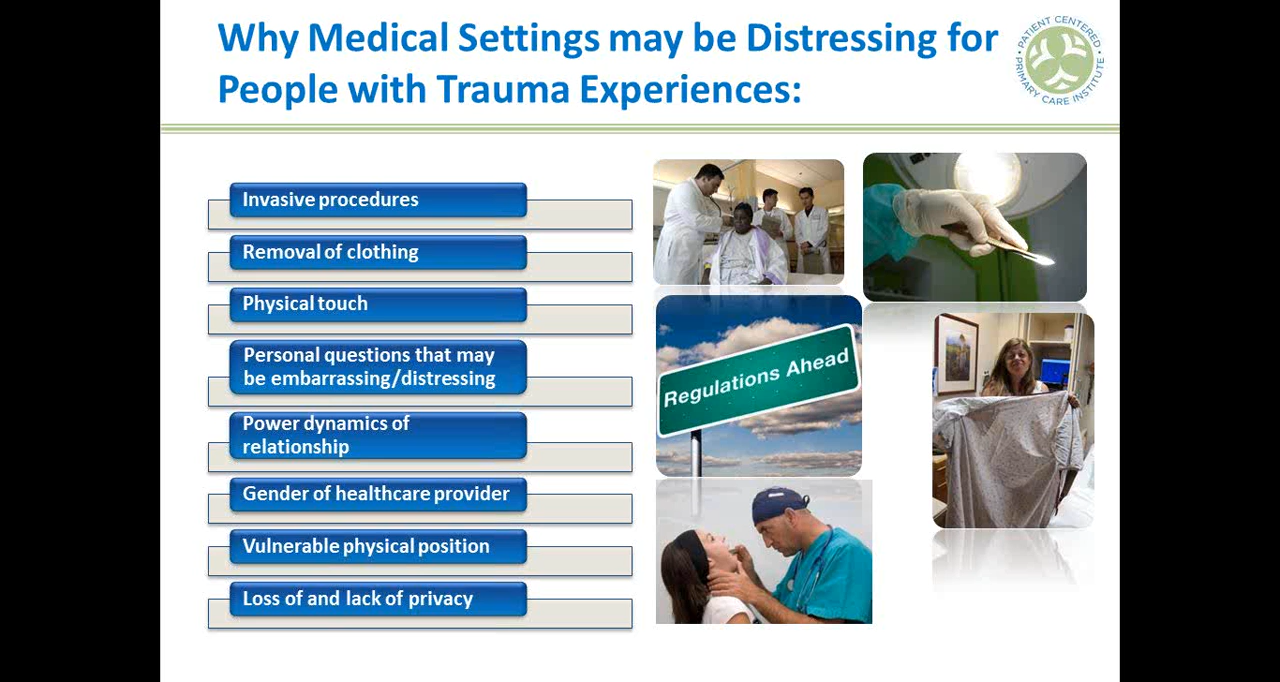 Why Medical Settings may be Distressing for
People with Trauma Experiences:
PATIENT CENTERED
PRIMARY CARE INSTITUTE
Invasive procedures
Removal of clothing
Physical touch
Personal questions that may
be embarrassing/distressing
Power dynamics of
relationship
Gender of healthcare provider
Vulnerable physical position
Loss of and lack of privacy
Regulations Ahead